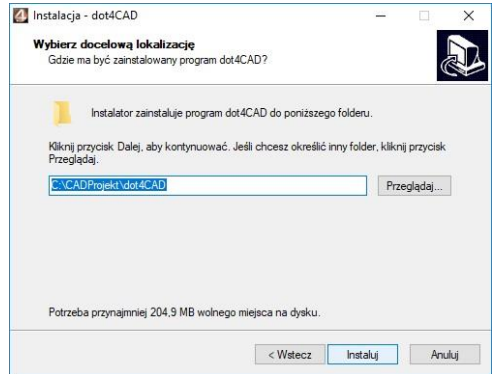 Instalacja - dot4CAD
Wybierz docelową lokalizację
Gdzie ma być zainstalowany program dot4CAD?
Instalator zainstaluje program dot4CAD do poniższego folderu.
Kliknij przycisk Dalej, aby kontynuować. Jeśli chcesz określić inny folder, kliknij przycisk
Przeglądaj.
C:\CADProjekt\dot4CAD
Przeglądaj...
Potrzeba przynajmniej 204,9 MB wolnego miejsca na dysku.
< Wstecz
Instaluj
Anuluj